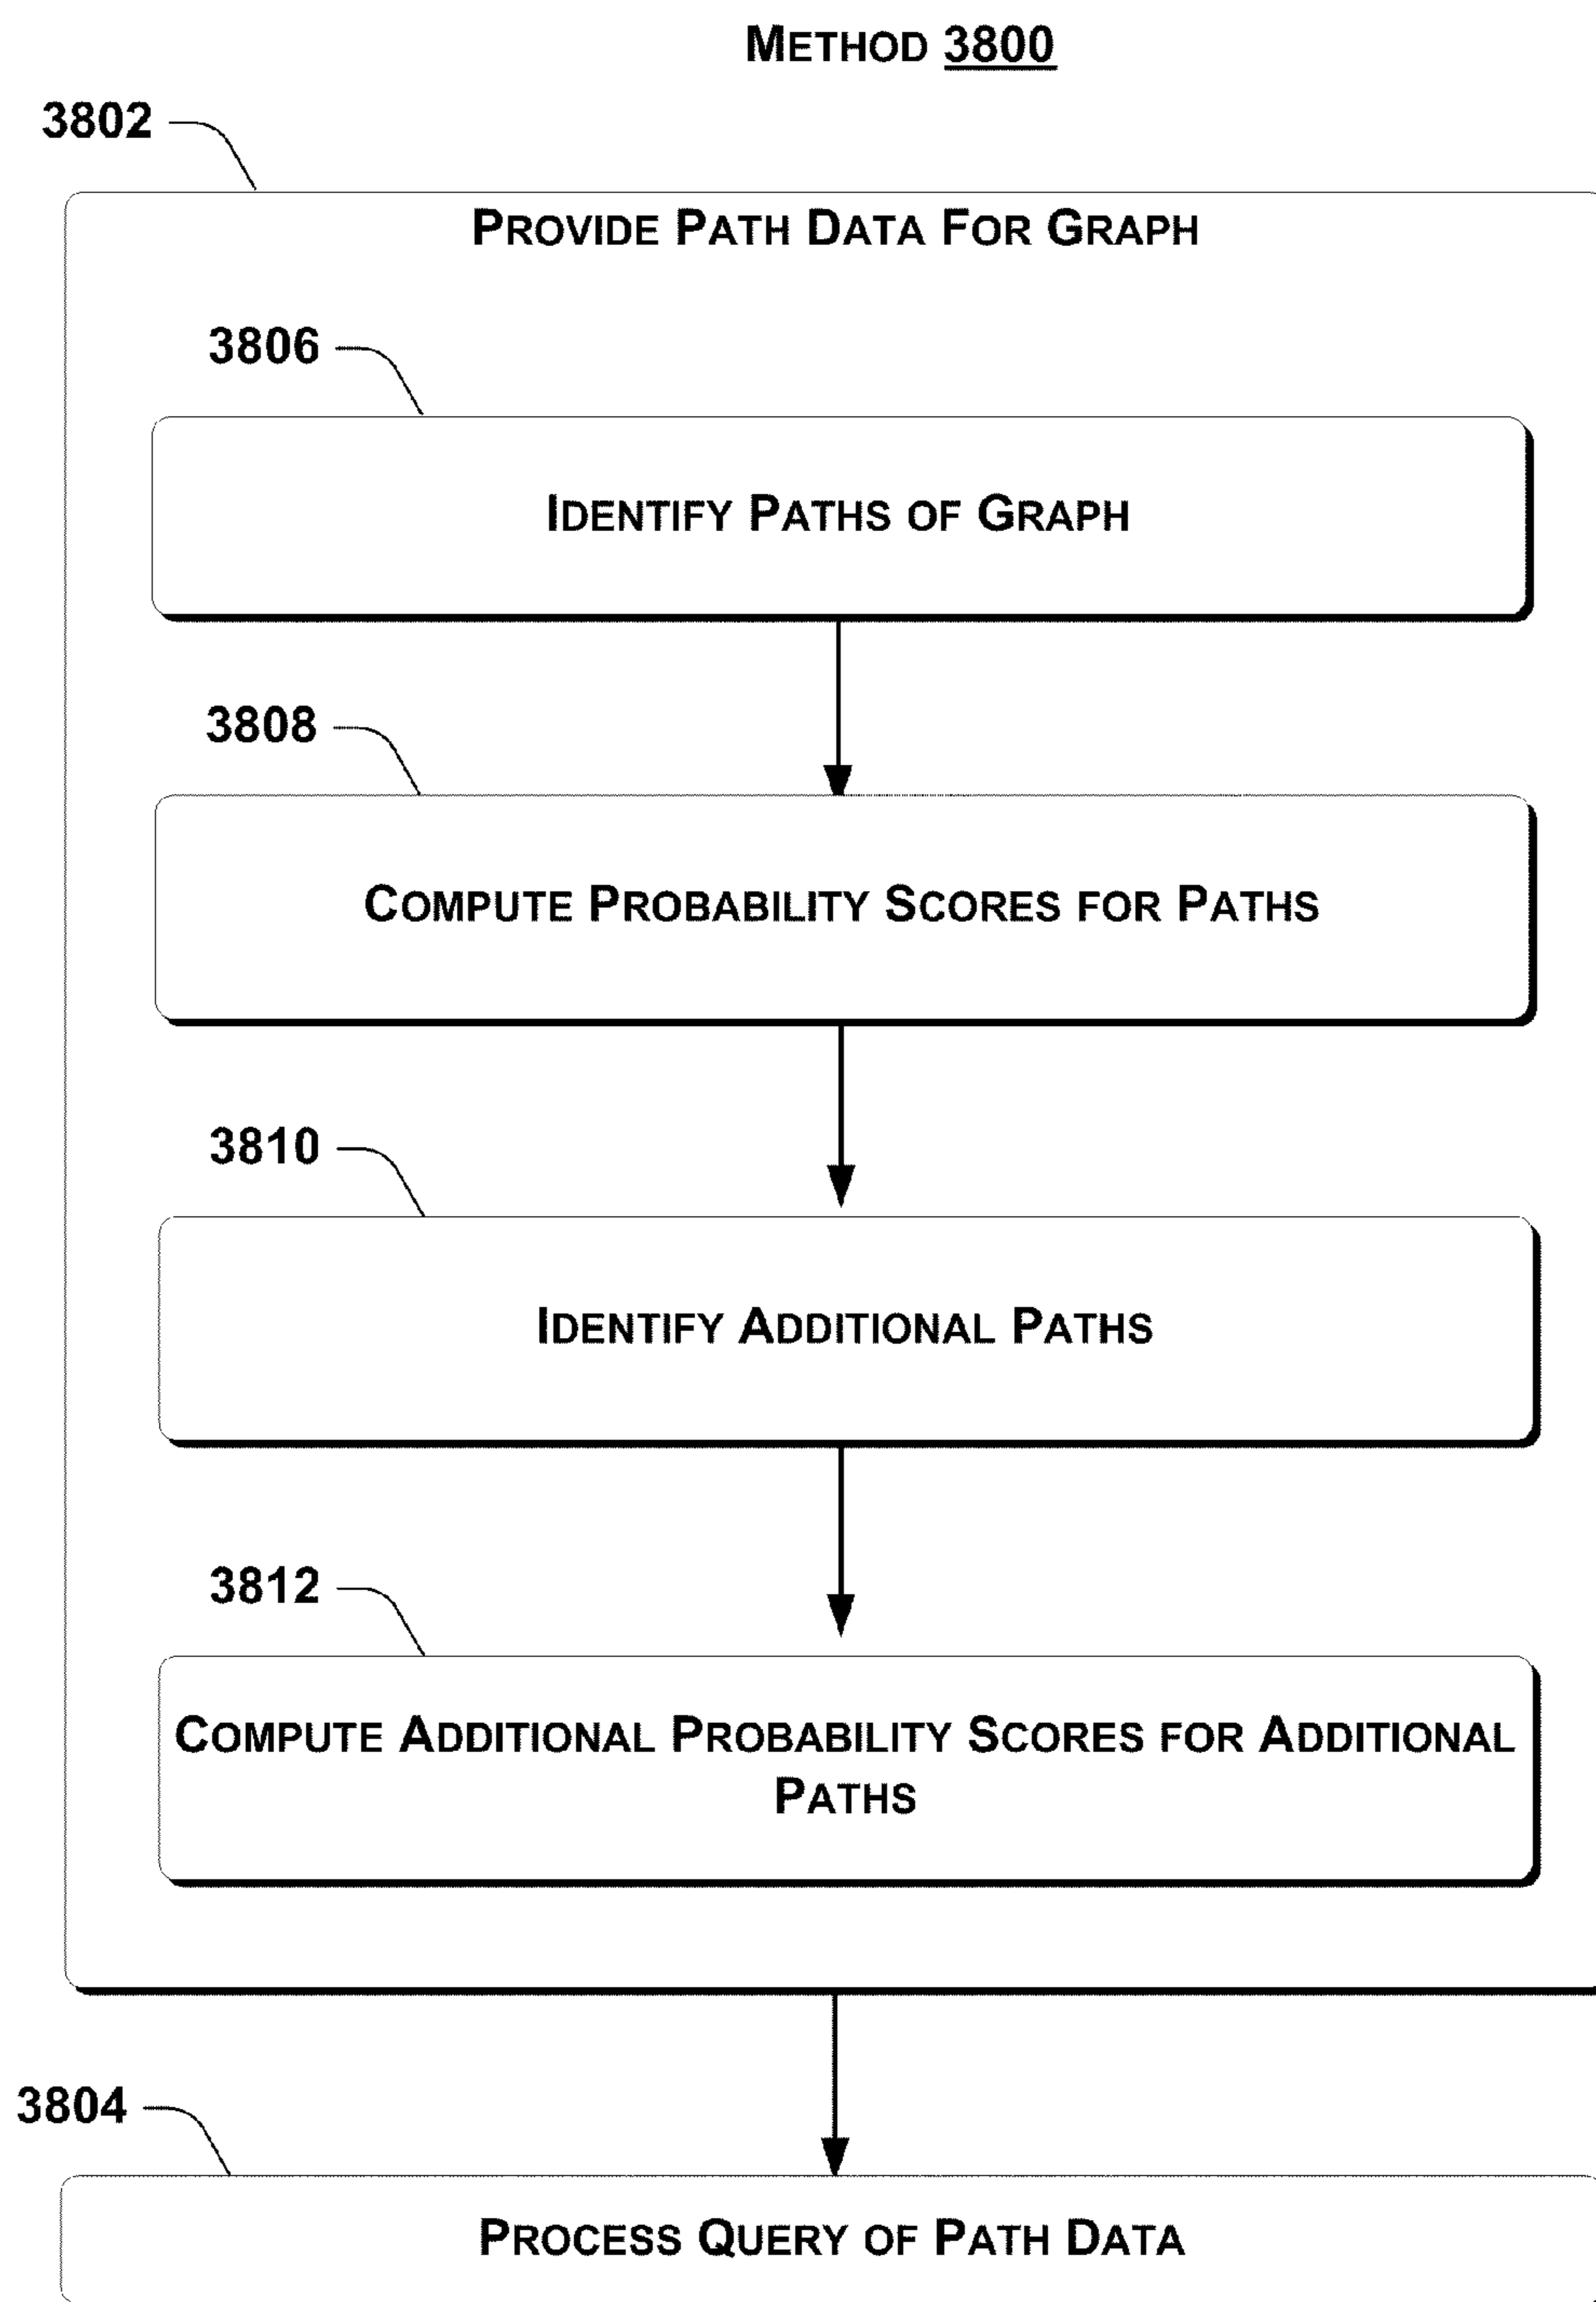 METHOD 3800
3802
PROVIDE PATH DATA FOR GRAPH
3806
IDENTIFY PATHS OF GRAPH
3808
COMPUTE PROBABILITY SCORES FOR PATHS
3810
IDENTIFY ADDITIONAL PATHS
3812
COMPUTE ADDITIONAL PROBABILITY SCORES FOR ADDITIONAL
PATHS
3804
PROCESS QUERY OF PATH DATA